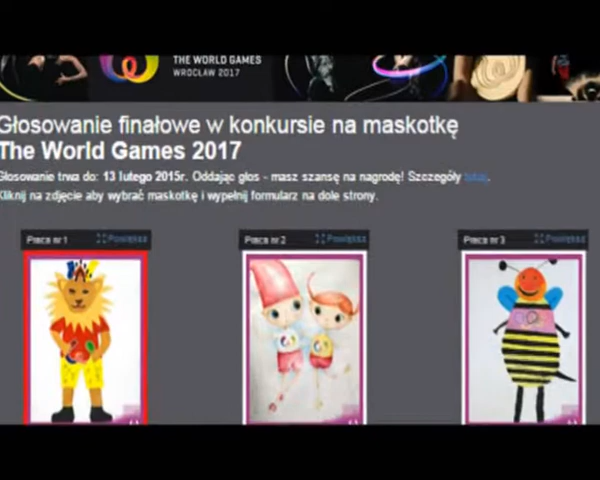 THE WORLD GAMES
WROCŁAW 2017
Głosowanie finałowe w konkursie na maskotkę
The World Games 2017
Głosowanie trwa do: 13 lutego 2015r. Oddając głos - masz szansę na nagrodę! Szczegóły tutaj.
Kliknij na zdjęcie aby wybrać maskotkę i wypełnij formularz na dole strony.
Praca nr 1 Powiększ Praca nr 2 Powiększ Praca nr 3 Powiększ